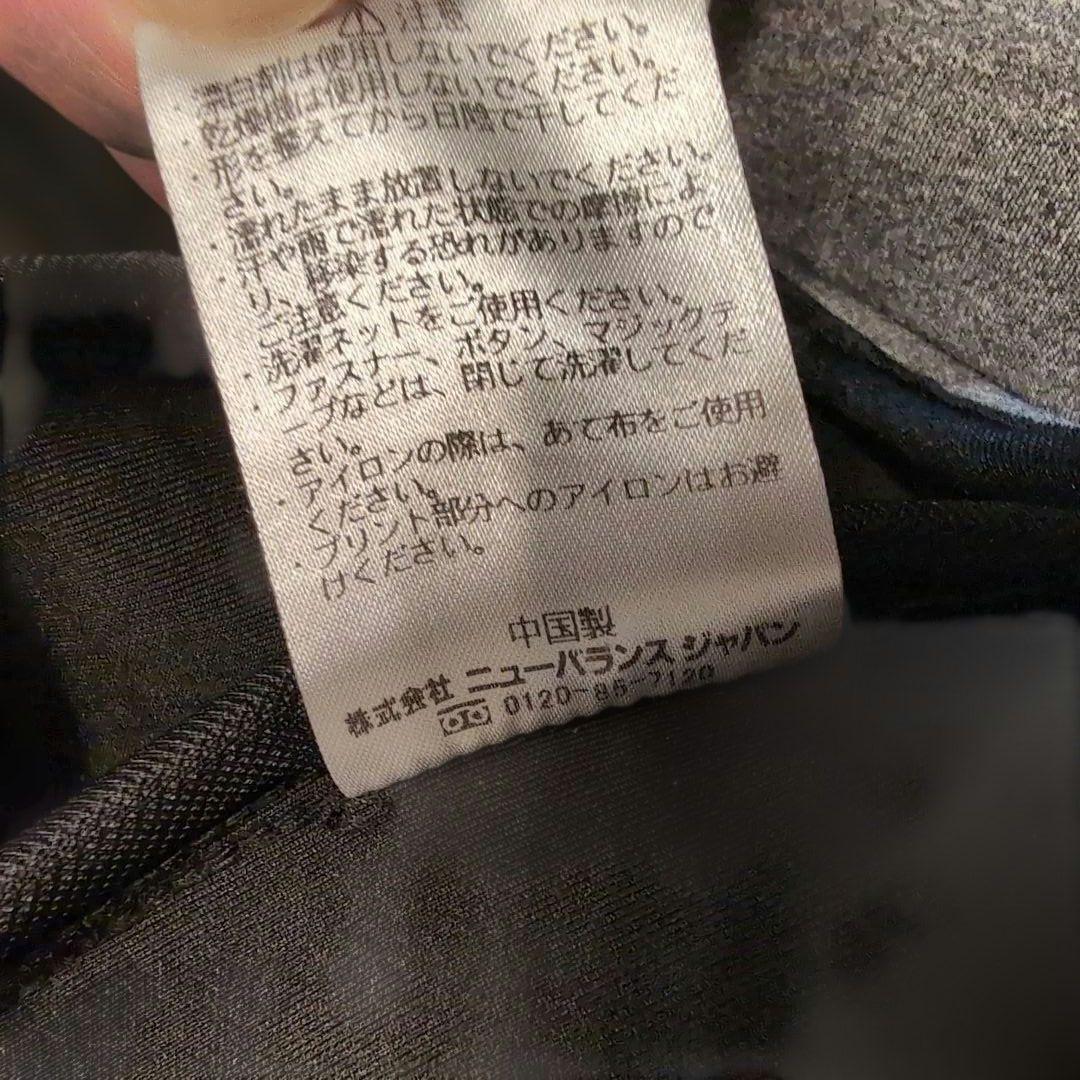 ⚠ 注意
・漂白剤は使用しないでください。
・乾燥機は使用しないでください。
・形を整えてから日陰で干してくだ
さい。
・濡れたまま放置しないでください。
・汗や雨で濡れた状態での摩擦によ
り、移染する恐れがありますので
ご注意ください。
・洗濯ネットをご使用ください。
・ファスナー、ボタン、マジックテ
ープなどは、閉じて洗濯してくだ
さい。
・アイロンの際は、あて布をご使用
ください。
・プリント部分へのアイロンはお避
けください。
中国製
株式会社 ニューバランス ジャパン
0120-85-7120